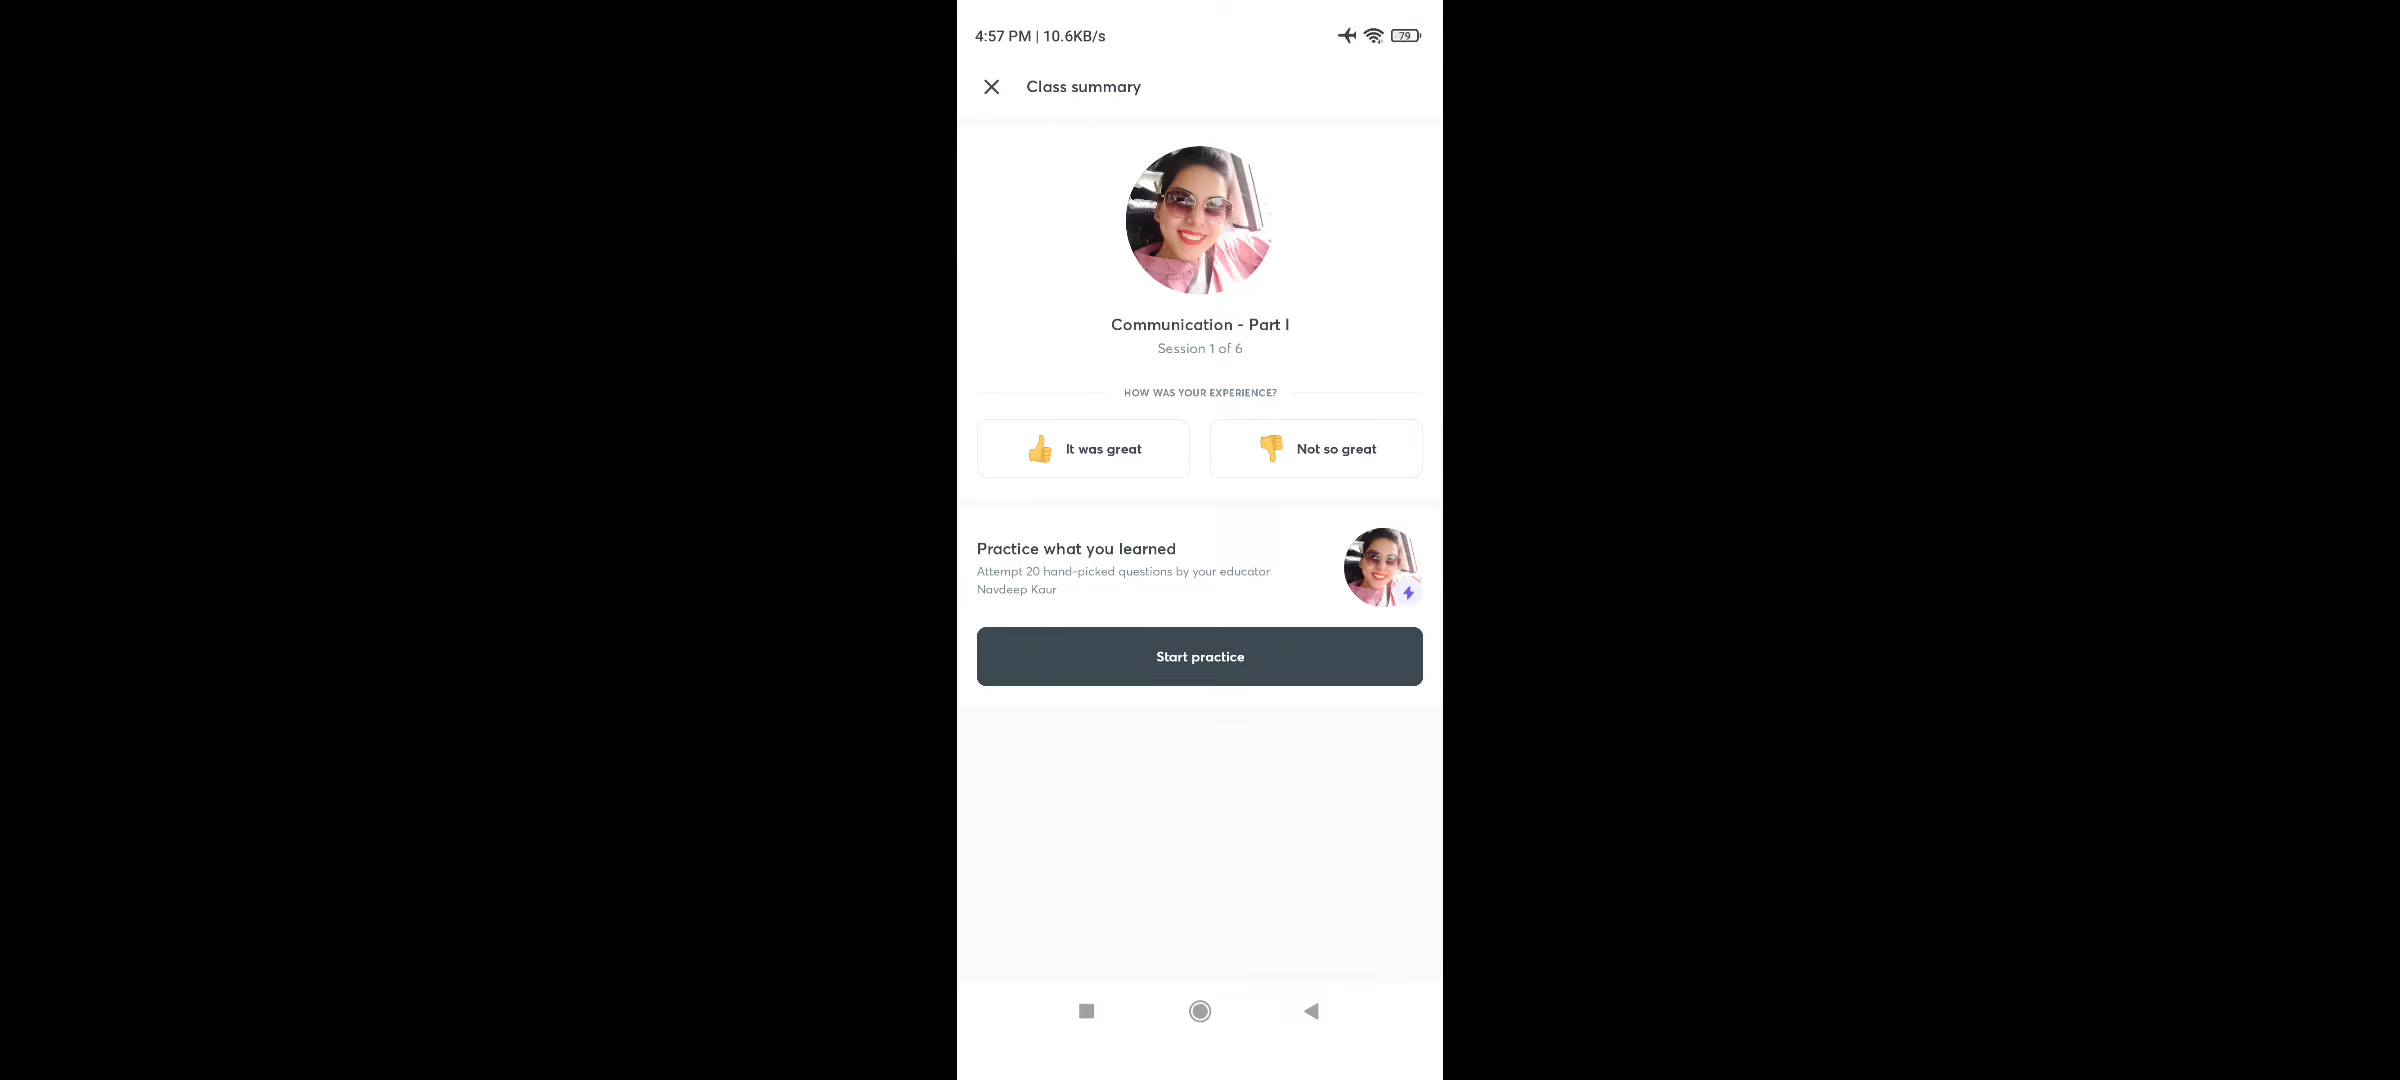 4:57 PM | 10.6KB/s
79
Class summary
Communication - Part I
Session 1 of 6
HOW WAS YOUR EXPERIENCE?
It was great
Not so great
Practice what you learned
Attempt 20 hand-picked questions by your educator
Navdeep Kaur
Start practice